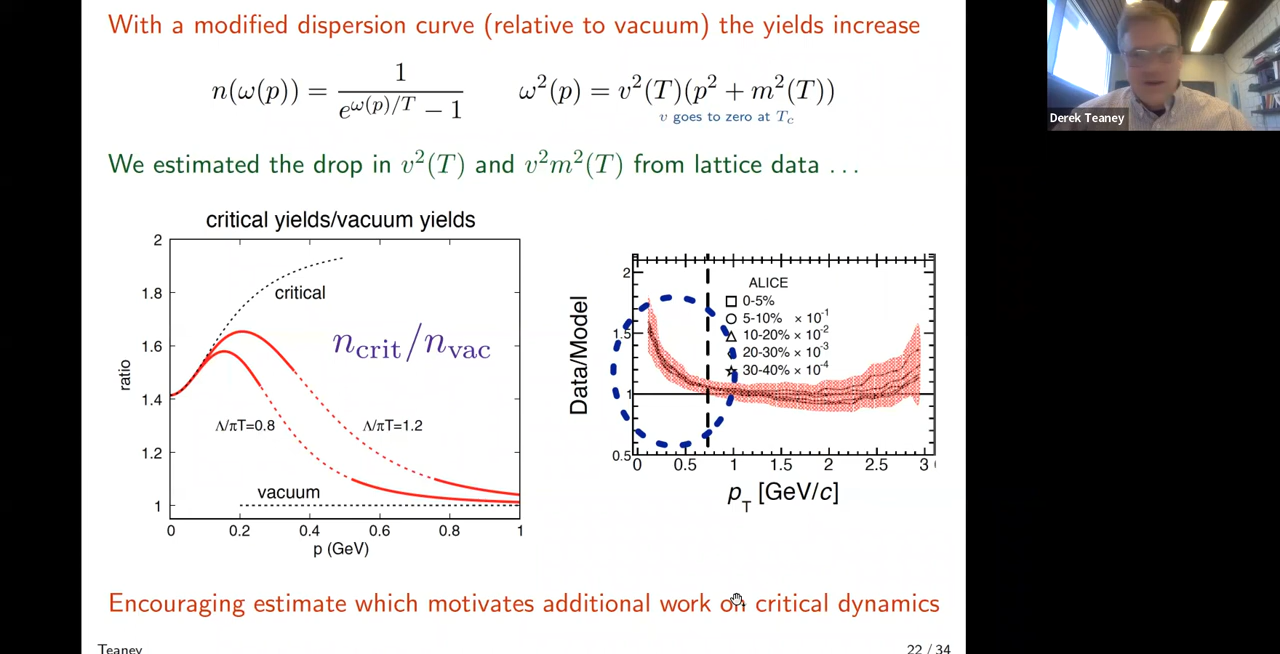 With a modified dispersion curve (relative to vacuum) the yields increase
n(ω(p)) = 1 / (e^{ω(p)/T} − 1)    ω²(p) = v²(T)(p² + m²(T))
v goes to zero at T_c
We estimated the drop in v²(T) and v²m²(T) from lattice data ...
critical yields/vacuum yields
2
1.8
1.6
1.4
1.2
1
ratio
critical
n_crit/n_vac
Λ/πT=0.8
Λ/πT=1.2
vacuum
0 0.2 0.4 0.6 0.8 1
p (GeV)
Data/Model
2
1.5
1
0.5
ALICE
0-5%
5-10% × 10⁻¹
10-20% × 10⁻²
20-30% × 10⁻³
30-40% × 10⁻⁴
0 0.5 1 1.5 2 2.5 3
p_T [GeV/c]
Encouraging estimate which motivates additional work on critical dynamics
Teaney
22 / 34
Derek Teaney